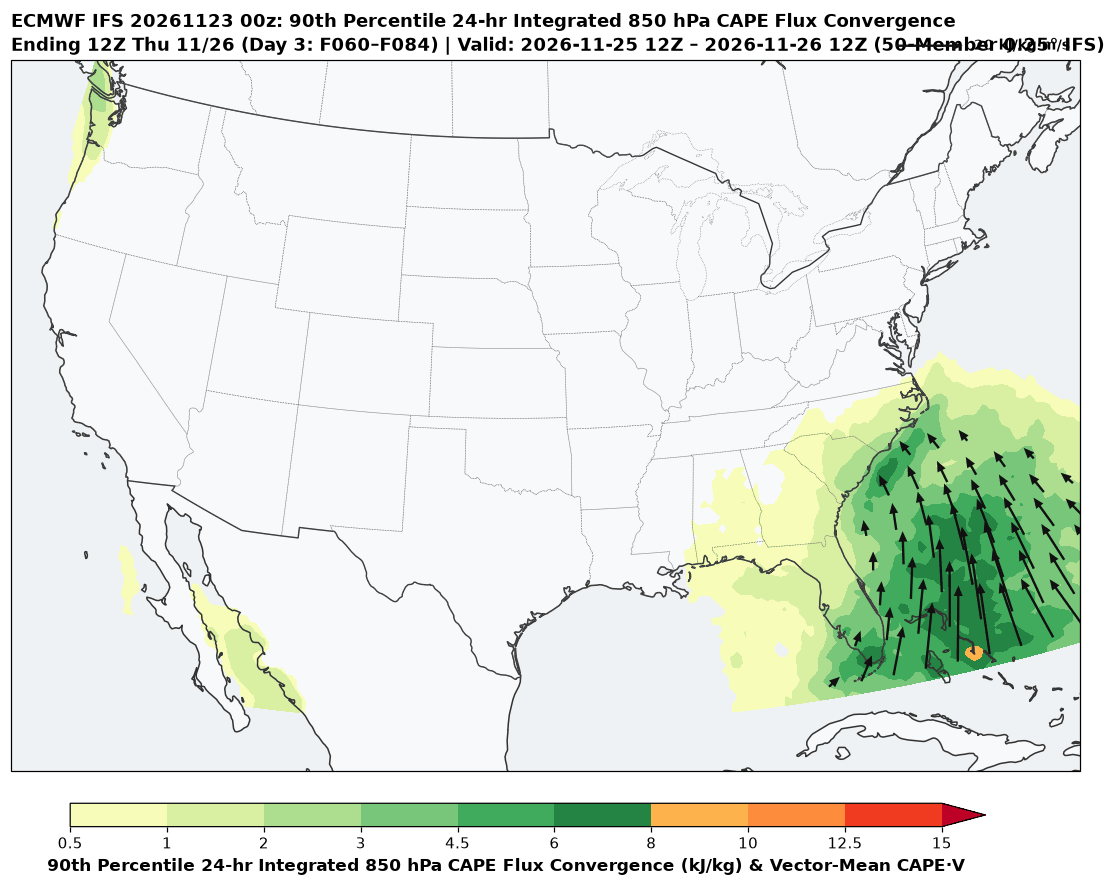 ECMWF IFS 20261123 00z: 90th Percentile 24-hr Integrated 850 hPa CAPE Flux Convergence
Ending 12Z Thu 11/26 (Day 3: F060–F084) | Valid: 2026-11-25 12Z – 2026-11-26 12Z (50-Member 0.25° IFS)
0.5 1 2 3 4.5 6 8 10 12.5 15
90th Percentile 24-hr Integrated 850 hPa CAPE Flux Convergence (kJ/kg) & Vector-Mean CAPE·V